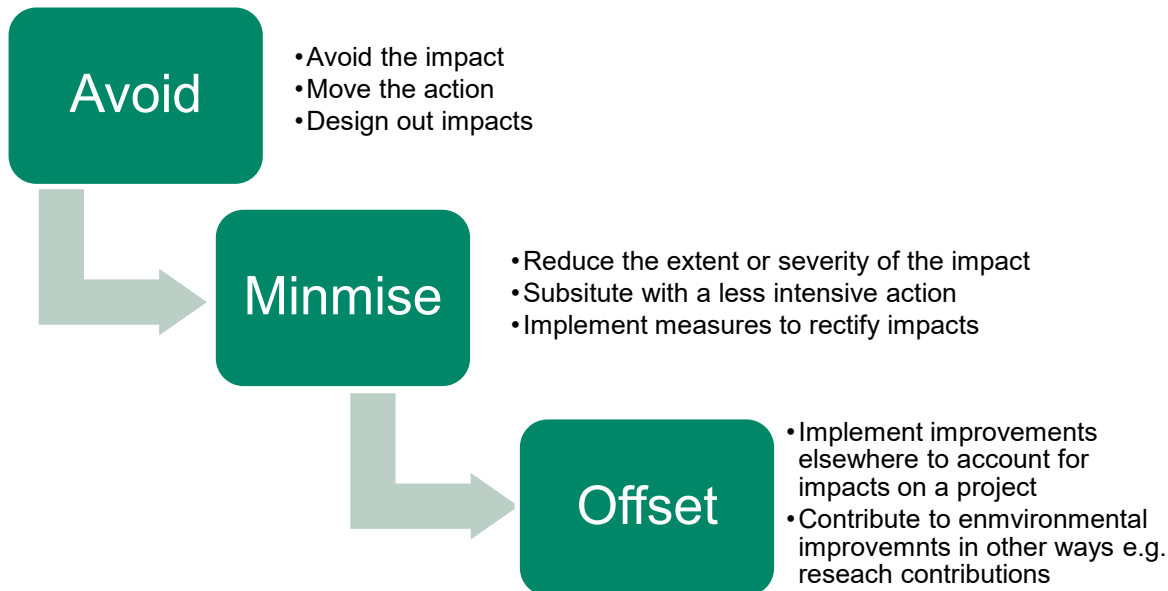 Avoid
•Avoid the impact
•Move the action
•Design out impacts
Minmise
•Reduce the extent or severity of the impact
•Subsitute with a less intensive action
•Implement measures to rectify impacts
Offset
•Implement improvements
elsewhere to account for
impacts on a project
•Contribute to enmvironmental
improvemnts in other ways e.g.
reseach contributions